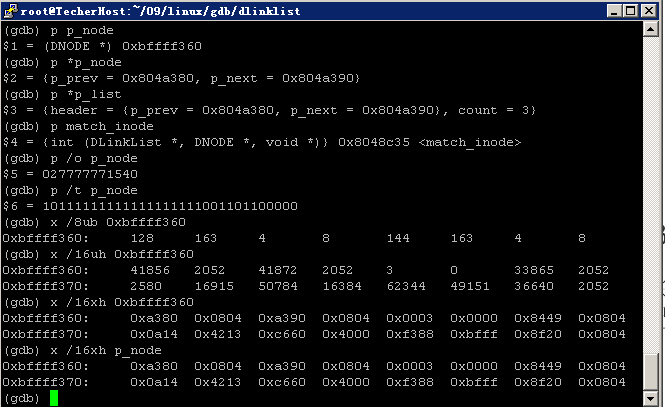 root@TecherHost:~/09/linux/gdb/dlinklist
(gdb) p p_node
$1 = (DNODE *) 0xbffff360
(gdb) p *p_node
$2 = {p_prev = 0x804a380, p_next = 0x804a390}
(gdb) p *p_list
$3 = {header = {p_prev = 0x804a380, p_next = 0x804a390}, count = 3}
(gdb) p match_inode
$4 = {int (DLinkList *, DNODE *, void *)} 0x8048c35 <match_inode>
(gdb) p /o p_node
$5 = 027777771540
(gdb) p /t p_node
$6 = 10111111111111111111001101100000
(gdb) x /8ub 0xbffff360
0xbffff360: 128 163 4 8 144 163 4 8
(gdb) x /16uh 0xbffff360
0xbffff360: 41856 2052 41872 2052 3 0 33865 2052
0xbffff370: 2580 16915 50784 16384 62344 49151 36640 2052
(gdb) x /16xh 0xbffff360
0xbffff360: 0xa380 0x0804 0xa390 0x0804 0x0003 0x0000 0x8449 0x0804
0xbffff370: 0x0a14 0x4213 0xc660 0x4000 0xf388 0xbfff 0x8f20 0x0804
(gdb) x /16xh p_node
0xbffff360: 0xa380 0x0804 0xa390 0x0804 0x0003 0x0000 0x8449 0x0804
0xbffff370: 0x0a14 0x4213 0xc660 0x4000 0xf388 0xbfff 0x8f20 0x0804
(gdb)